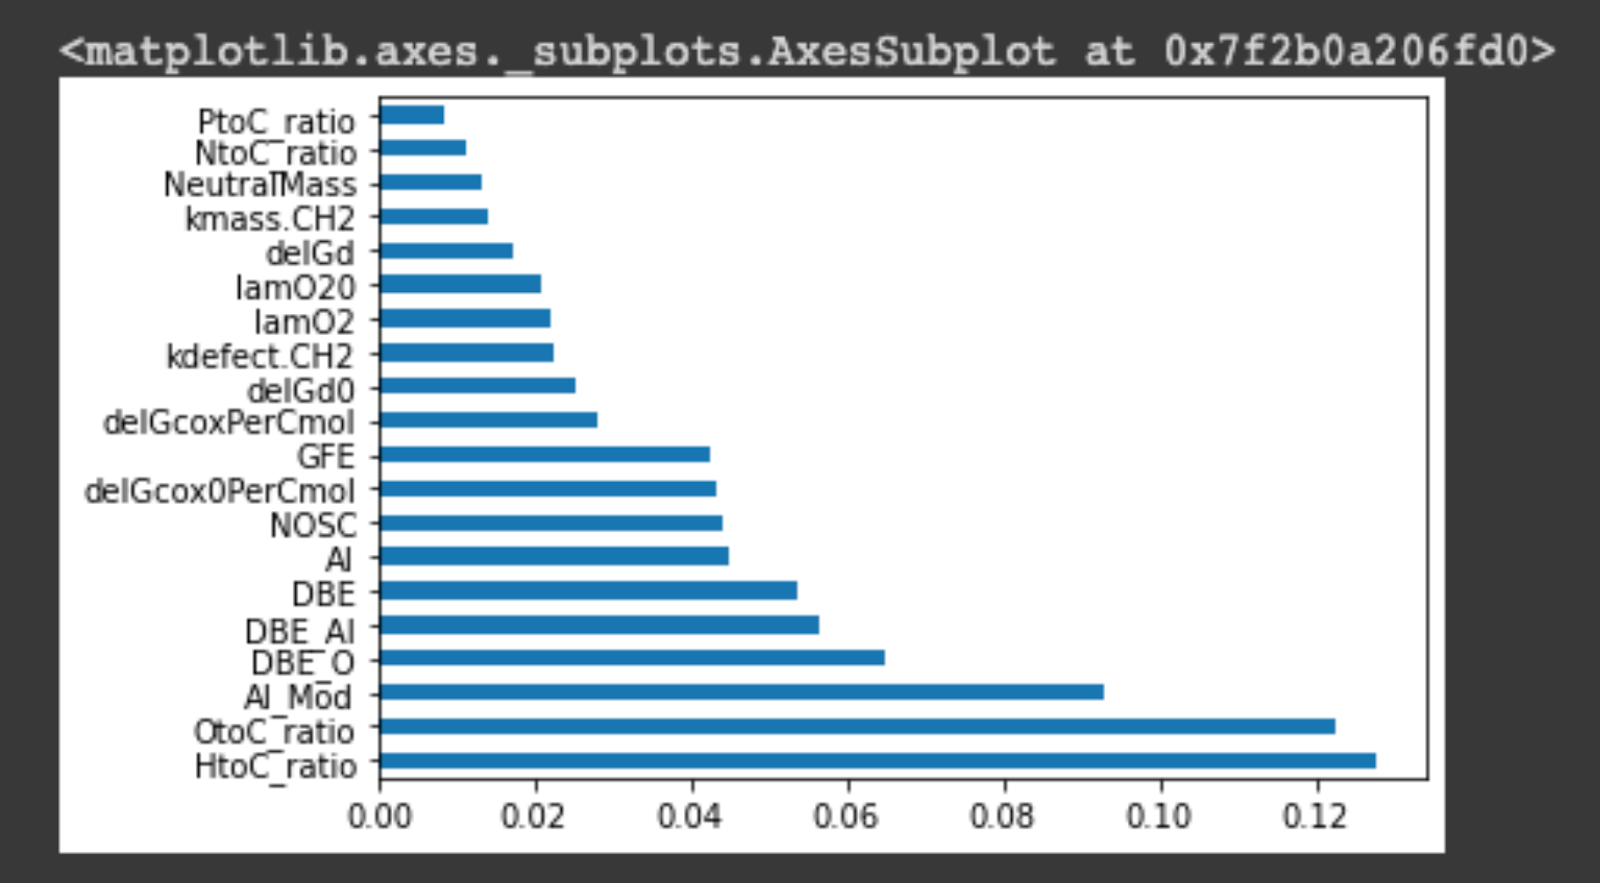 <matplotlib.axes._subplots.AxesSubplot at 0x7f2b0a206fd0>
PtoC_ratio
NtoC_ratio
NeutralMass
kmass.CH2
delGd
lamO20
lamO2
kdefect.CH2
delGd0
delGcoxPerCmol
GFE
delGcox0PerCmol
NOSC
AI
DBE
DBE_AI
DBE_O
AI_Mod
OtoC_ratio
HtoC_ratio
0.00 0.02 0.04 0.06 0.08 0.10 0.12